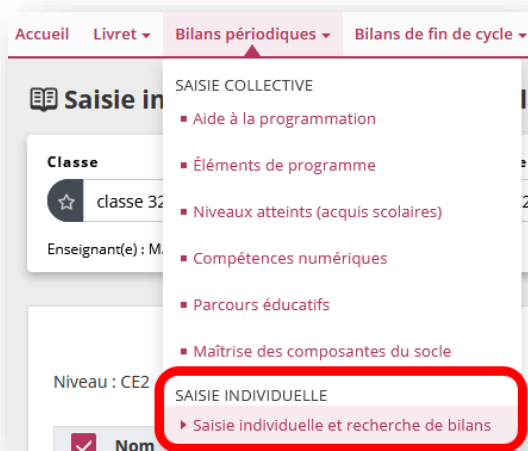 Accueil Livret Bilans périodiques Bilans de fin de cycle
Saisie in
SAISIE COLLECTIVE
Aide à la programmation
Éléments de programme
Niveaux atteints (acquis scolaires)
Compétences numériques
Parcours éducatifs
Maîtrise des composantes du socle
SAISIE INDIVIDUELLE
Saisie individuelle et recherche de bilans
Classe
classe 32
Enseignant(e) : M.
Niveau : CE2
Nom